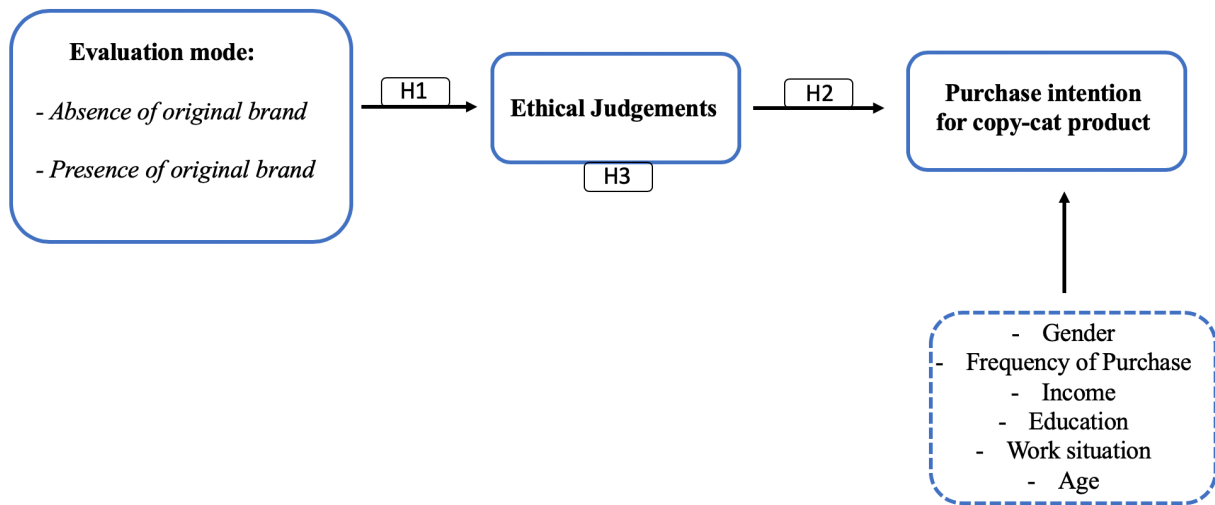 Evaluation mode:
- Absence of original brand
- Presence of original brand
H1
Ethical Judgements
H3
H2
Purchase intention
for copy-cat product
- Gender
- Frequency of Purchase
- Income
- Education
- Work situation
- Age